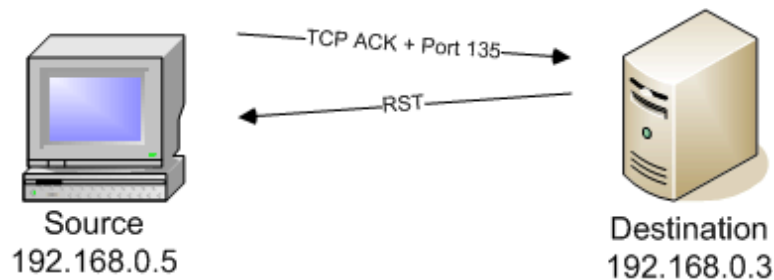 TCP ACK + Port 135
RST
Source
192.168.0.5
Destination
192.168.0.3